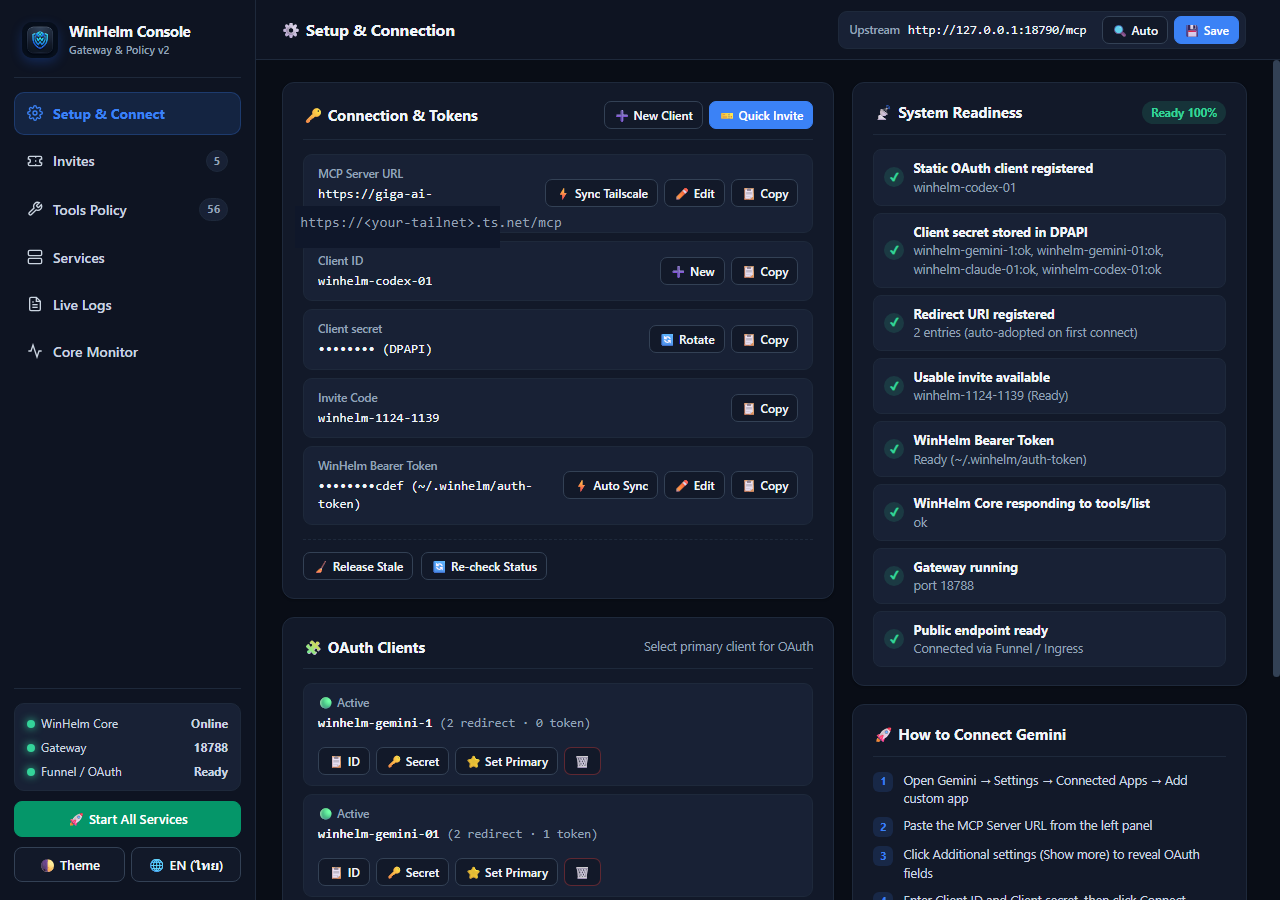 WinHelm Console
Gateway & Policy v2
Setup & Connect
Invites 5
Tools Policy 56
Services
Live Logs
Core Monitor
WinHelm Core Online
Gateway 18788
Funnel / OAuth Ready
Start All Services
Theme
EN (ไทย)
Setup & Connection
Upstream http://127.0.0.1:18790/mcp
Auto
Save
Connection & Tokens
New Client
Quick Invite
MCP Server URL
https://giga-ai-
https://<your-tailnet>.ts.net/mcp
Sync Tailscale
Edit
Copy
Client ID
winhelm-codex-01
New
Copy
Client secret
•••••••• (DPAPI)
Rotate
Copy
Invite Code
winhelm-1124-1139
Copy
WinHelm Bearer Token
••••••••cdef (~/.winhelm/auth-
token)
Auto Sync
Edit
Copy
Release Stale
Re-check Status
OAuth Clients
Select primary client for OAuth
Active
winhelm-gemini-1 (2 redirect · 0 token)
ID
Secret
Set Primary
Active
winhelm-gemini-01 (2 redirect · 1 token)
ID
Secret
Set Primary
System Readiness
Ready 100%
Static OAuth client registered
winhelm-codex-01
Client secret stored in DPAPI
winhelm-gemini-1:ok, winhelm-gemini-01:ok,
winhelm-claude-01:ok, winhelm-codex-01:ok
Redirect URI registered
2 entries (auto-adopted on first connect)
Usable invite available
winhelm-1124-1139 (Ready)
WinHelm Bearer Token
Ready (~/.winhelm/auth-token)
WinHelm Core responding to tools/list
ok
Gateway running
port 18788
Public endpoint ready
Connected via Funnel / Ingress
How to Connect Gemini
1 Open Gemini → Settings → Connected Apps → Add
custom app
2 Paste the MCP Server URL from the left panel
3 Click Additional settings (Show more) to reveal OAuth
fields
4 Enter Client ID and Client secret, then click Connect